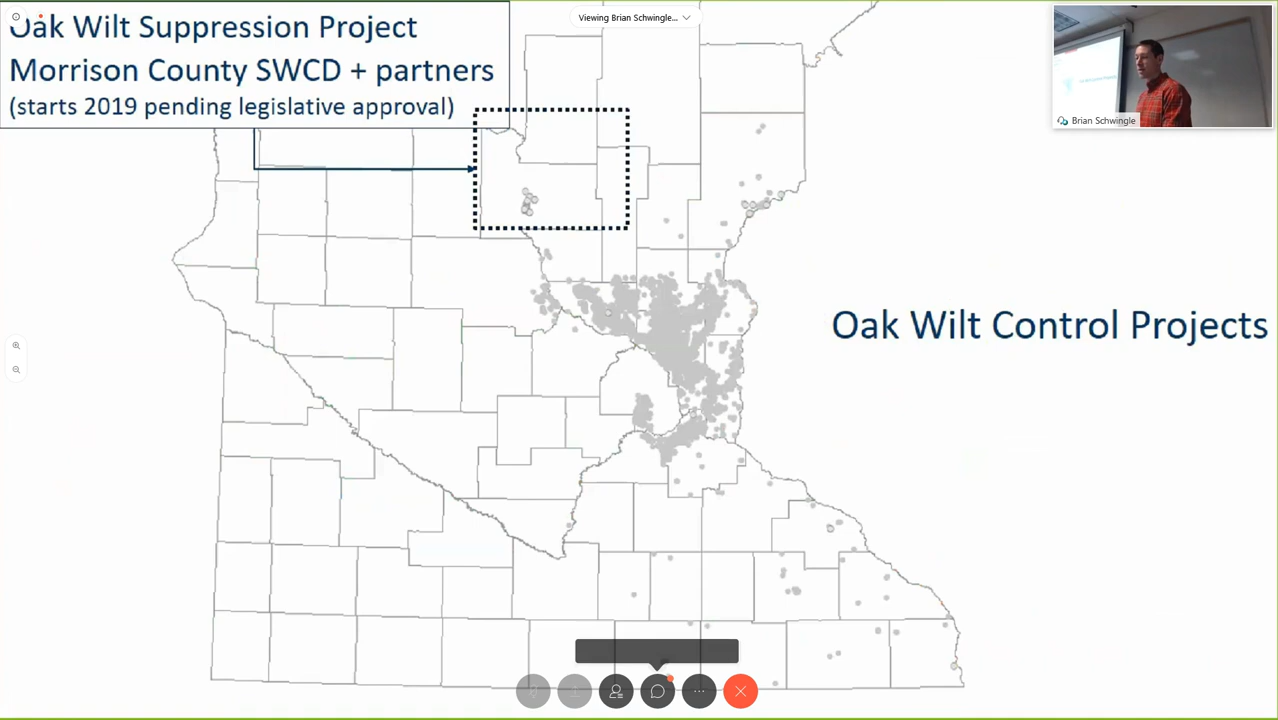 Oak Wilt Suppression Project
Morrison County SWCD + partners
(starts 2019 pending legislative approval)
Viewing Brian Schwingle...
Brian Schwingle
Oak Wilt Control Projects